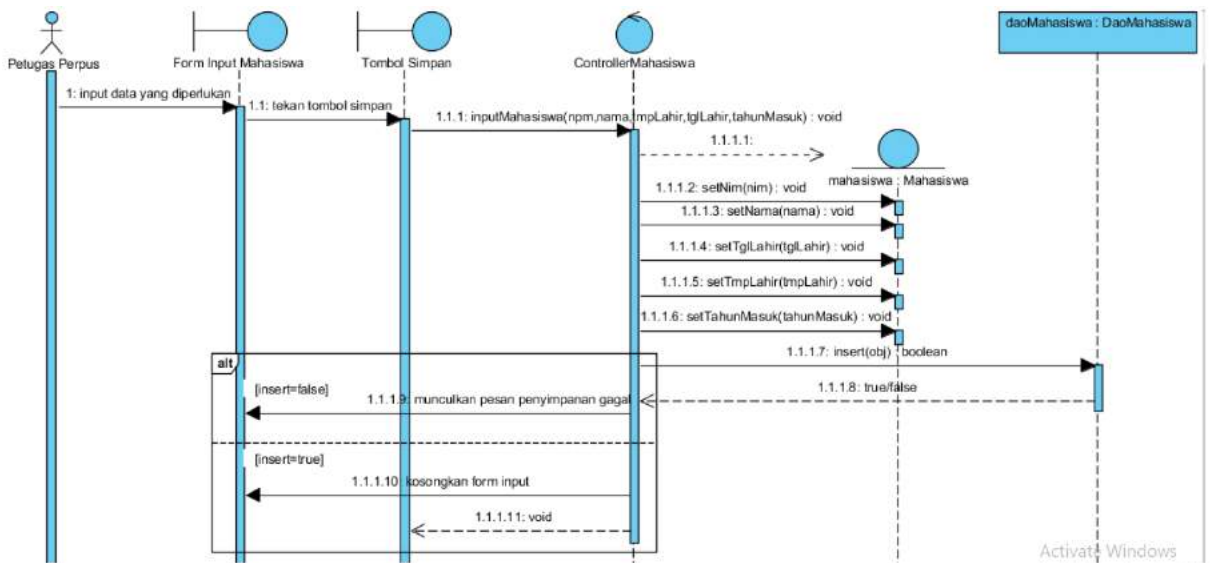 daoMahasiswa : DaoMahasiswa
Petugas Perpus
Form Input Mahasiswa
Tombol Simpan
ControllerMahasiswa
1: input data yang diperlukan
1.1: tekan tombol simpan
1.1.1: inputMahasiswa(npm,nama,tmpLahir,tglLahir,tahunMasuk) : void
1.1.1.1:
mahasiswa : Mahasiswa
1.1.1.2: setNim(nim) : void
1.1.1.3: setNama(nama) : void
1.1.1.4: setTglLahir(tglLahir) : void
1.1.1.5: setTmpLahir(tmpLahir) : void
1.1.1.6: setTahunMasuk(tahunMasuk) : void
1.1.1.7: insert(obj) : boolean
alt
1.1.1.8: true/false
[insert=false]
1.1.1.9: munculkan pesan penyimpanan gagal
[insert=true]
1.1.1.10: kosongkan form input
1.1.1.11: void
Activate Windows